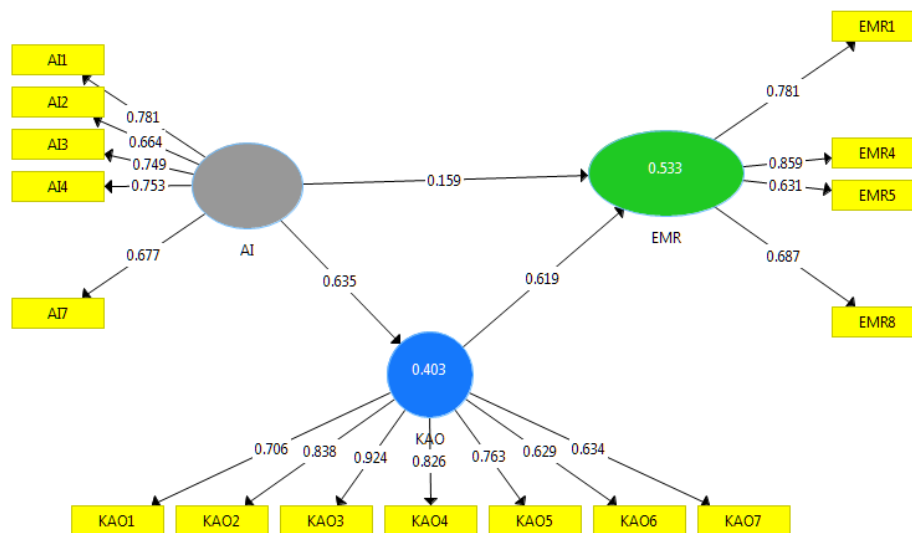 EMR1
AI1
0.781
0.781
AI2
0.664
AI3
0.749
EMR4
0.859
0.533
AI4
0.753
0.159
0.631
EMR5
EMR
AI
0.677
0.687
0.635
0.619
AI7
EMR8
0.403
KAO
0.706
0.838
0.924
0.826
0.763
0.629
0.634
KAO1
KAO2
KAO3
KAO4
KAO5
KAO6
KAO7